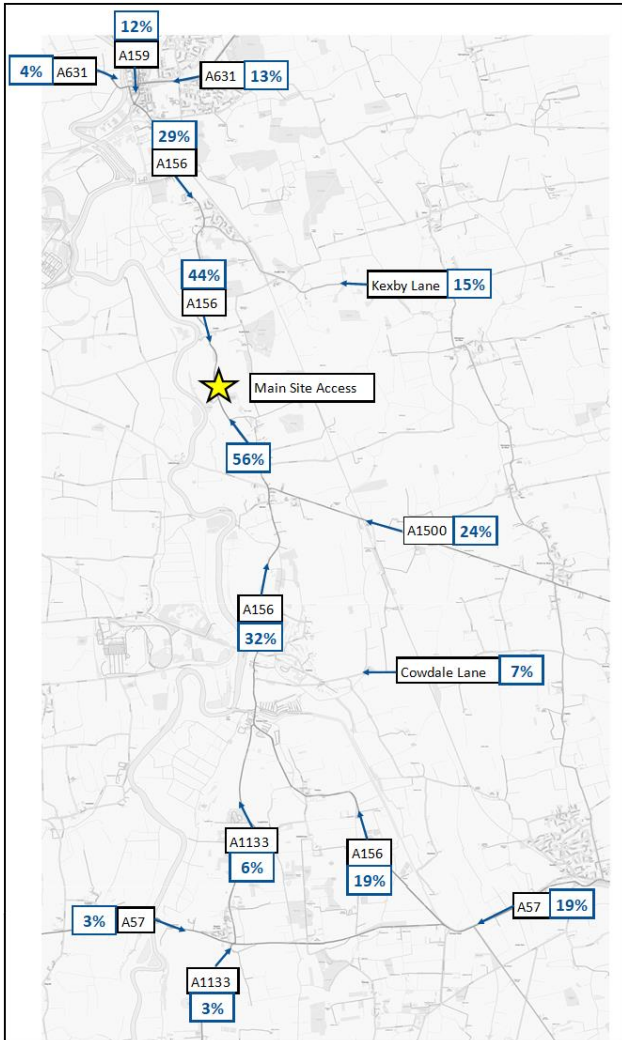 12%
A159
4% A631
A631 13%
29%
A156
Kexby Lane 15%
44%
A156
Main Site Access
56%
A1500 24%
A156
32%
Cowdale Lane 7%
A1133
6%
A156
19%
A57 19%
3% A57
A1133
3%